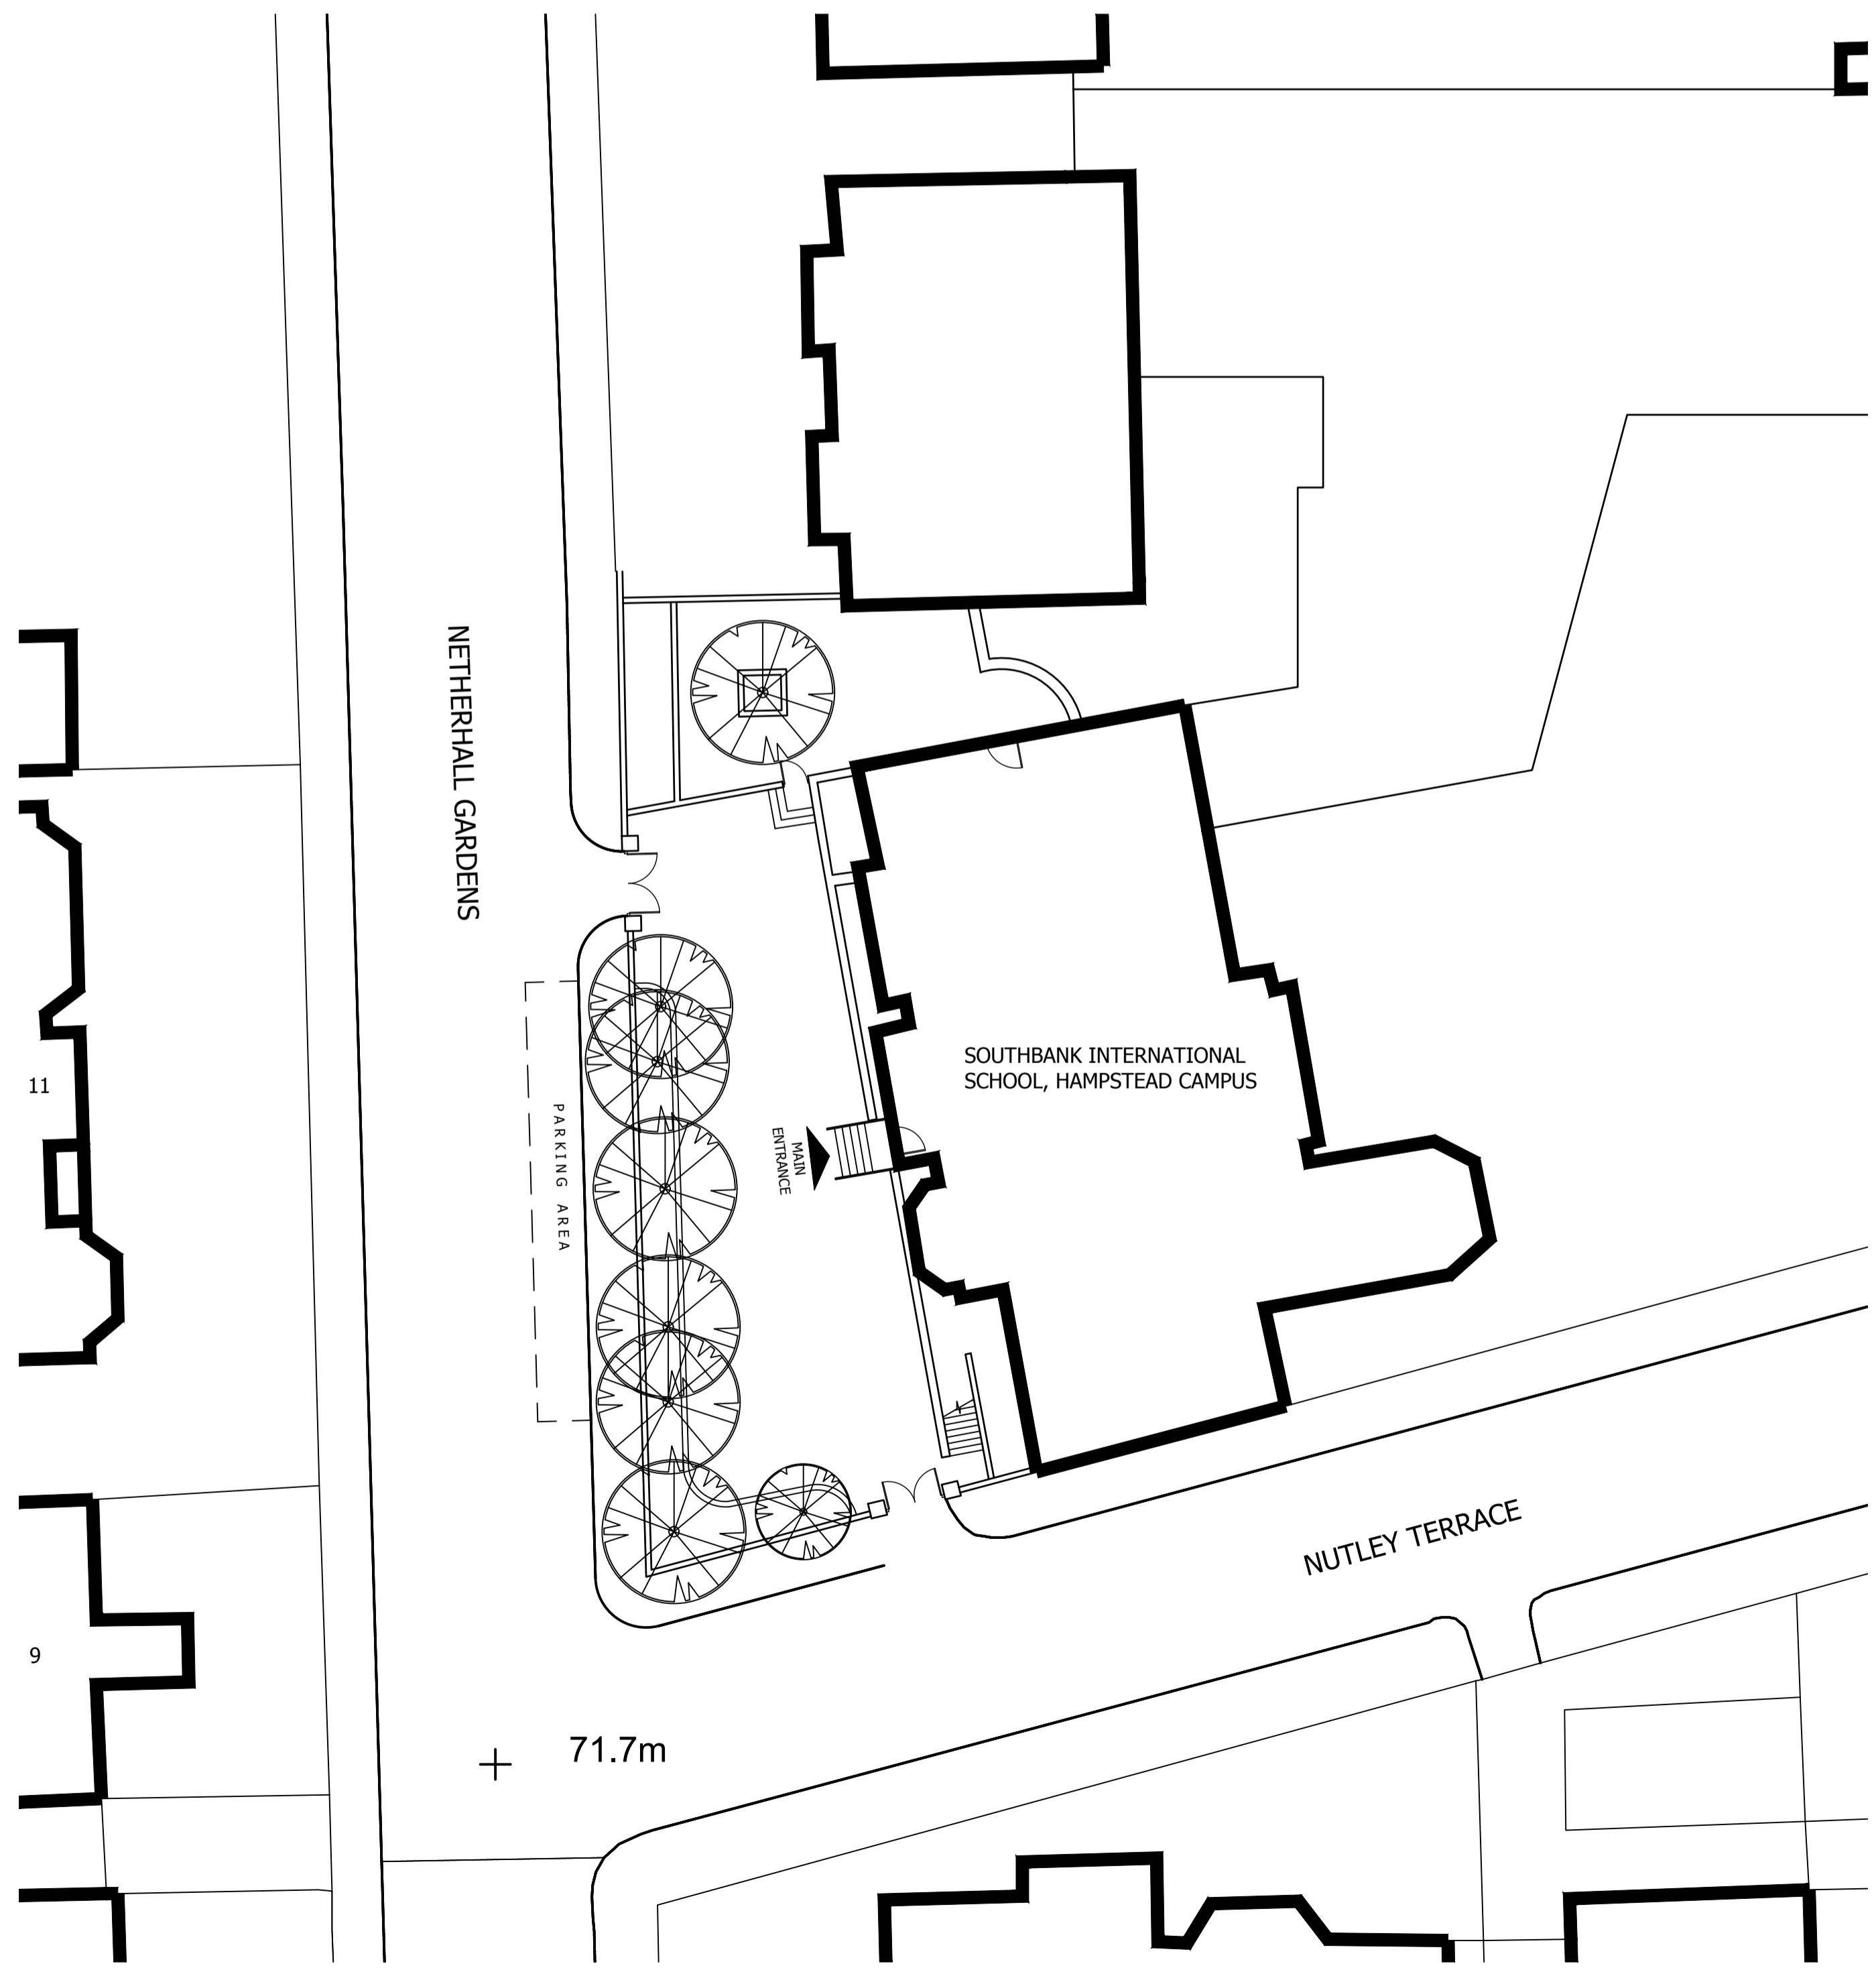 NETHERHALL GARDENS
SOUTHBANK INTERNATIONAL
SCHOOL, HAMPSTEAD CAMPUS
11
PARKING AREA
MAIN
ENTRANCE
NUTLEY TERRACE
9
71.7m